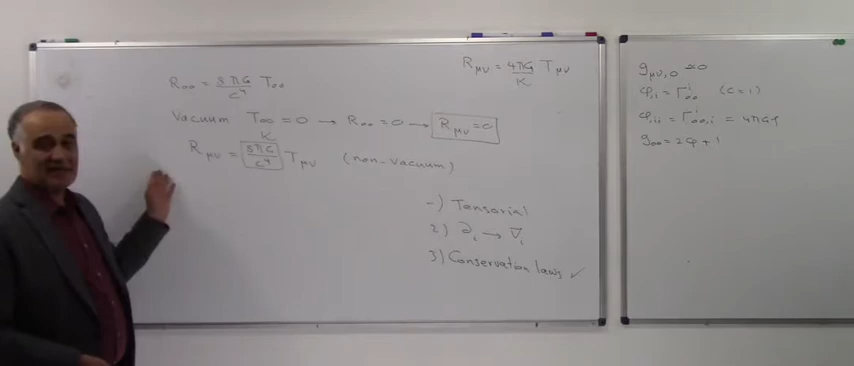 R₀₀ = 8πG/c⁴ T₀₀
R_μν = 4πG/K T_μν
Vacuum T₀₀ = 0 → R₀₀ = 0 → R_μν = 0
K
R_μν = 8πG/c⁴ T_μν (non-vacuum)
1) Tensorial
2) ∂ᵢ → ∇ᵢ
3) Conservation laws ✓
g_μν,₀ ≈ 0
φ,ᵢ = Γⁱ₀₀ (c = 1)
φ,ᵢᵢ = Γⁱ₀₀,ᵢ = 4πGρ
g₀₀ = 2φ + 1